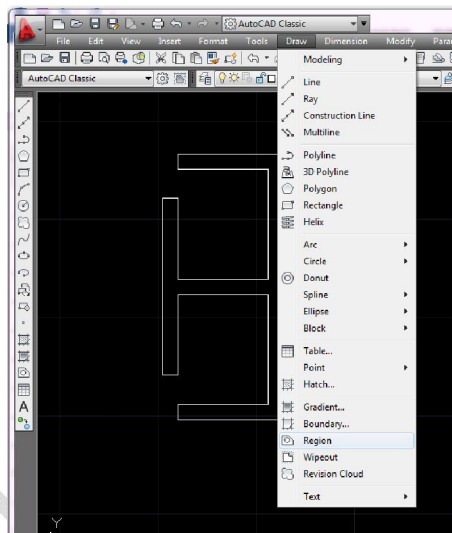 AutoCAD Classic
File Edit View Insert Format Tools Draw Dimension Modify Para
AutoCAD Classic
Modeling
Line
Ray
Construction Line
Multiline
Polyline
3D Polyline
Polygon
Rectangle
Helix
Arc
Circle
Donut
Spline
Ellipse
Block
Table...
Point
Hatch...
Gradient...
Boundary...
Region
Wipeout
Revision Cloud
Text
A
Y